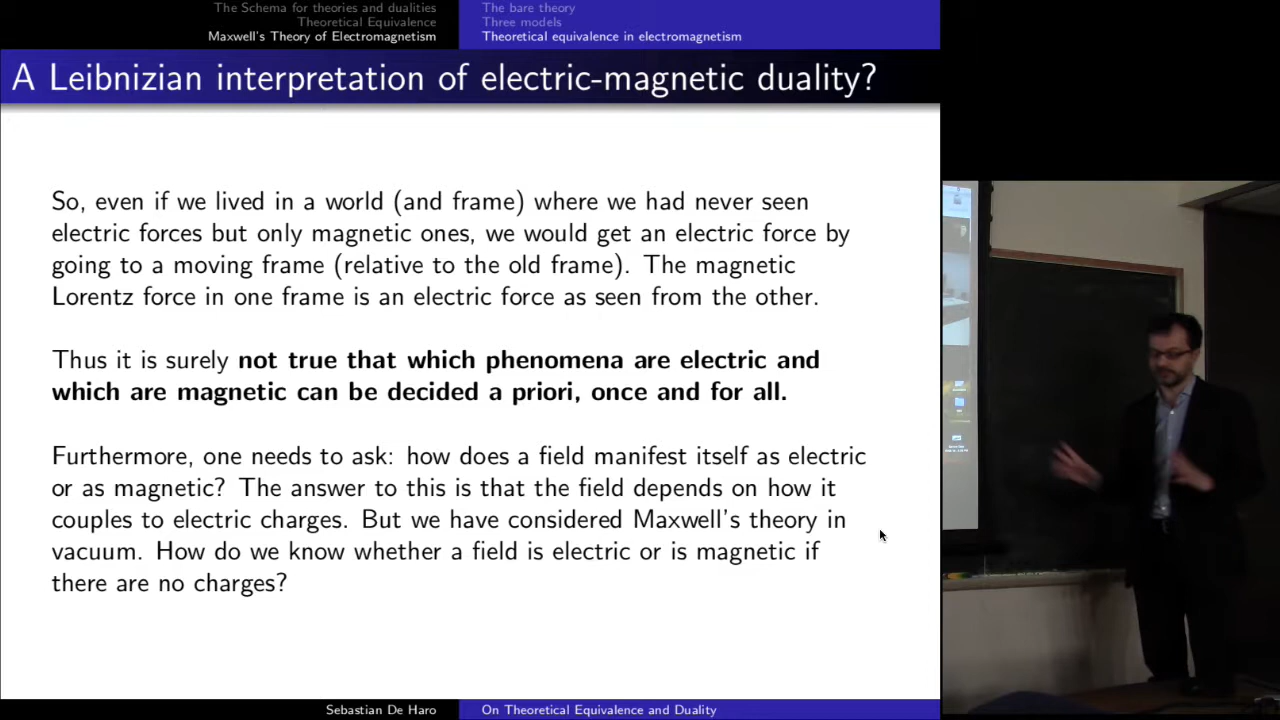 The Schema for theories and dualities
Theoretical Equivalence
Maxwell's Theory of Electromagnetism
The bare theory
Three models
Theoretical equivalence in electromagnetism
A Leibnizian interpretation of electric-magnetic duality?
So, even if we lived in a world (and frame) where we had never seen
electric forces but only magnetic ones, we would get an electric force by
going to a moving frame (relative to the old frame). The magnetic
Lorentz force in one frame is an electric force as seen from the other.
Thus it is surely not true that which phenomena are electric and
which are magnetic can be decided a priori, once and for all.
Furthermore, one needs to ask: how does a field manifest itself as electric
or as magnetic? The answer to this is that the field depends on how it
couples to electric charges. But we have considered Maxwell's theory in
vacuum. How do we know whether a field is electric or is magnetic if
there are no charges?
Sebastian De Haro
On Theoretical Equivalence and Duality